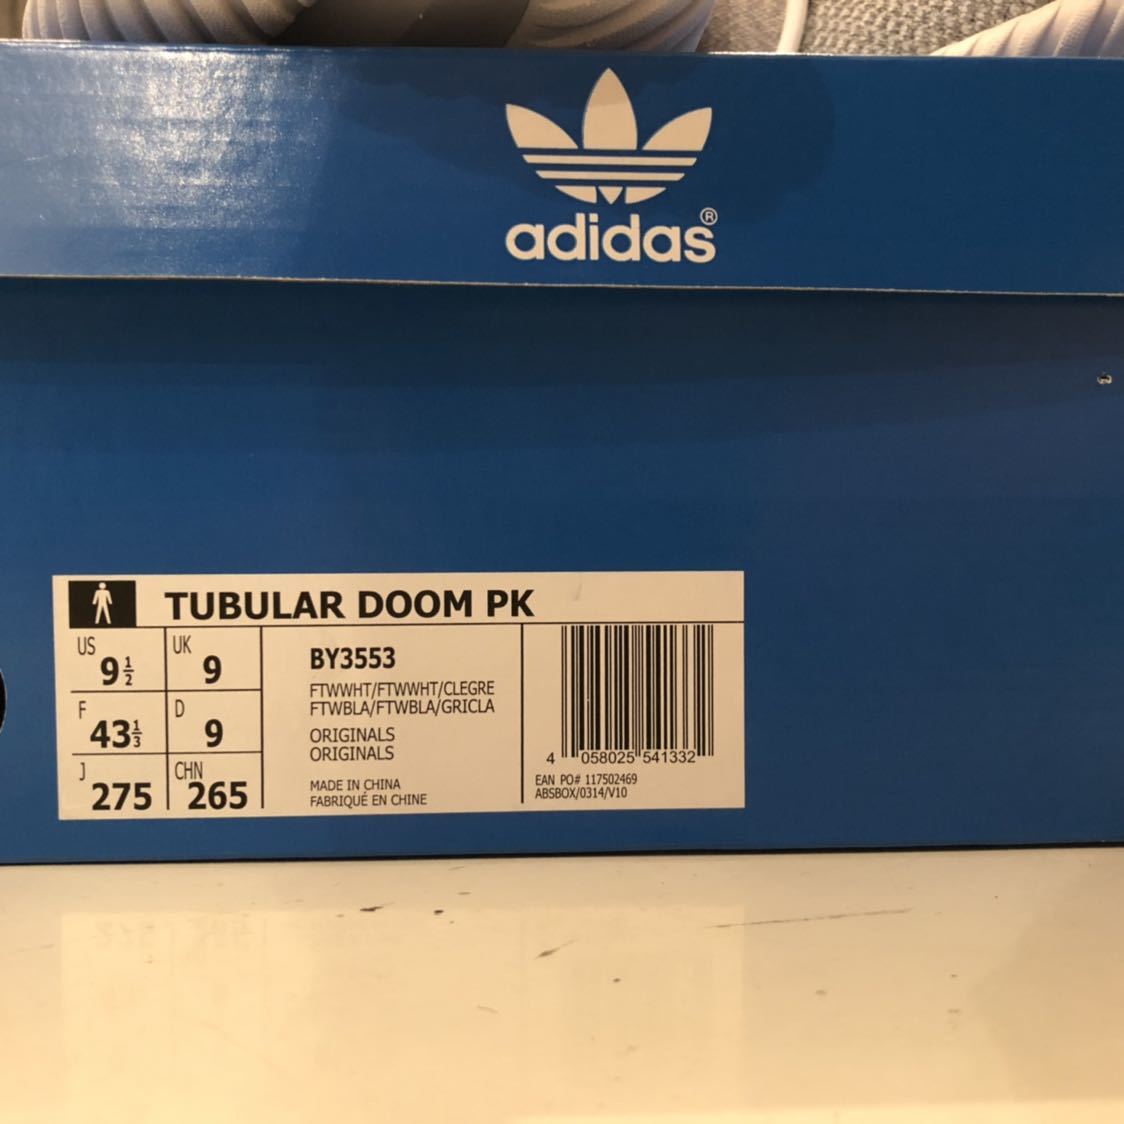 adidas®
TUBULAR DOOM PK
US 9½
UK 9
F 43⅓
D 9
J 275
CHN 265
BY3553
FTWWHT/FTWWHT/CLEGRE
FTWBLA/FTWBLA/GRICLA
ORIGINALS
ORIGINALS
MADE IN CHINA
FABRIQUÉ EN CHINE
4 058025 541332
EAN PO# 117502469
ABSBOX/0314/V10